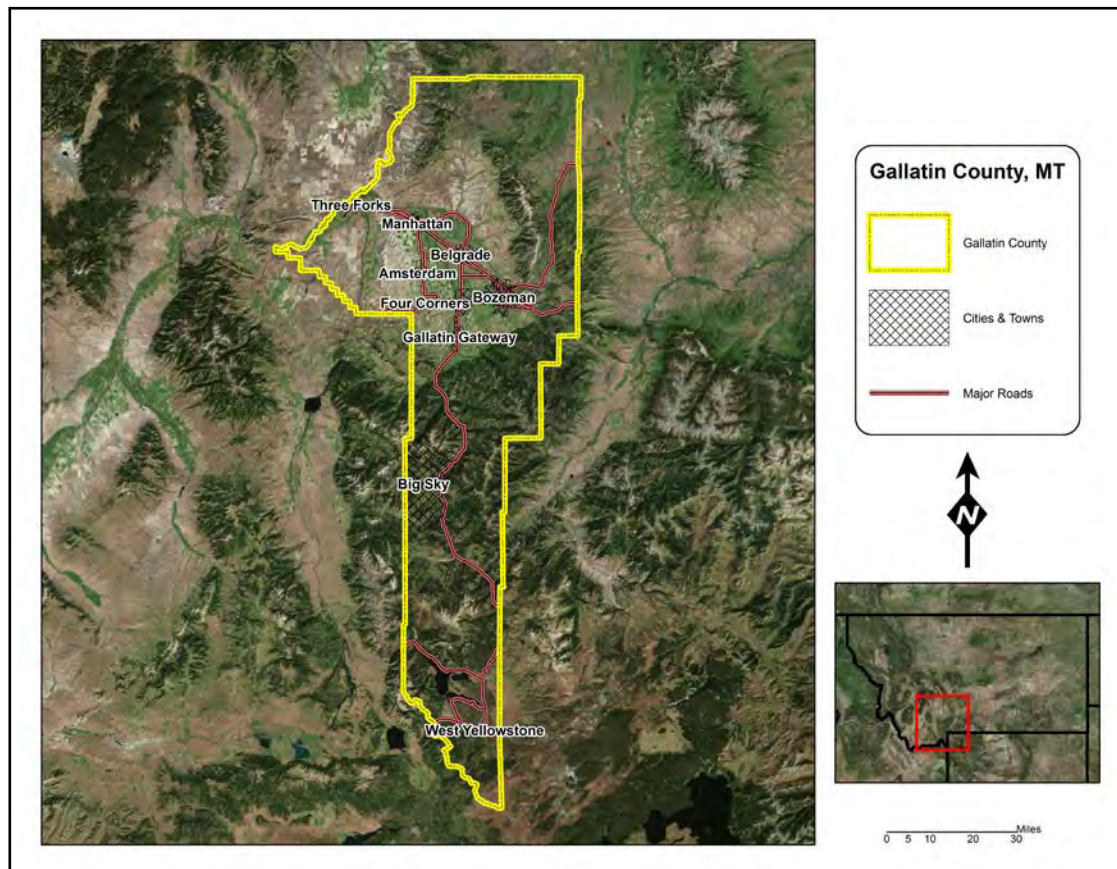 Three Forks
Manhattan
Belgrade
Amsterdam
Four Corners
Bozeman
Gallatin Gateway
Big Sky
West Yellowstone
Gallatin County, MT
Gallatin County
Cities & Towns
Major Roads
N
Miles
0 5 10 20 30